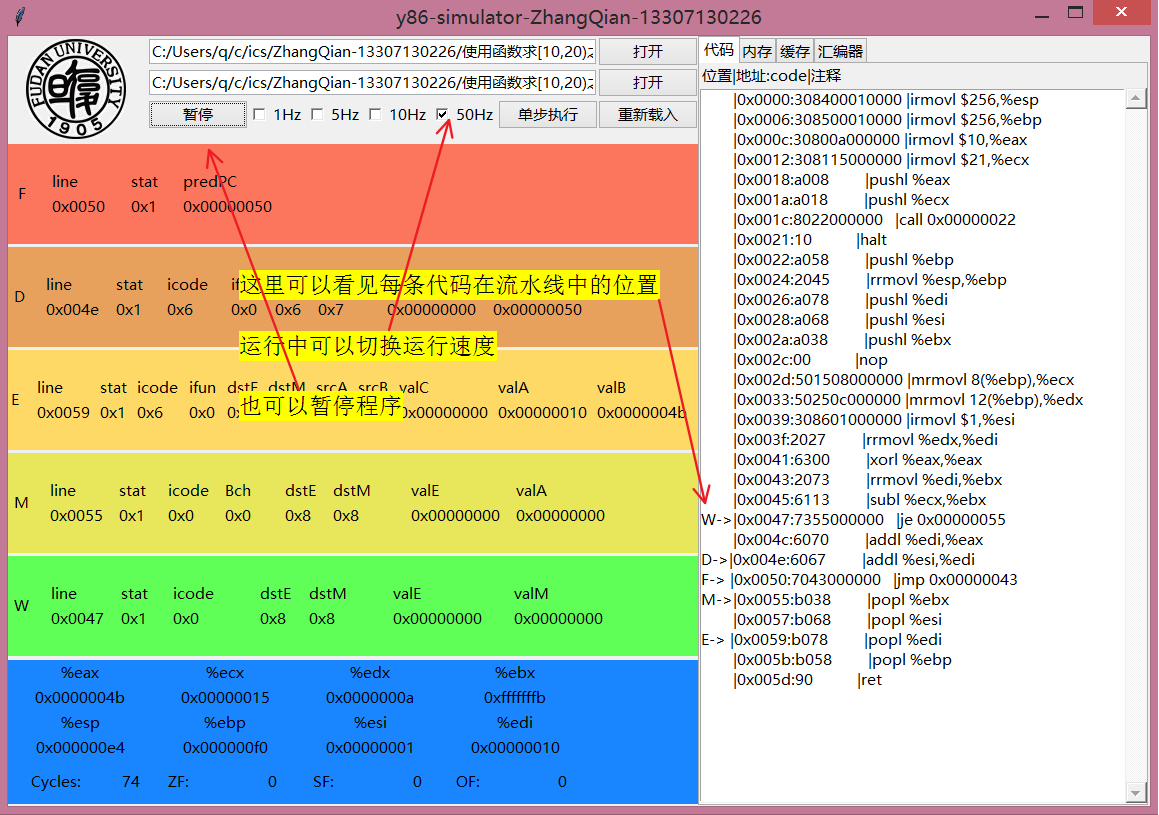 y86-simulator-ZhangQian-13307130226
FUDAN UNIVERSITY
1905
C:/Users/q/c/ics/ZhangQian-13307130226/使用函数求[10,20)之 打开
C:/Users/q/c/ics/ZhangQian-13307130226/使用函数求[10,20)之 打开
暂停 1Hz 5Hz 10Hz 50Hz 单步执行 重新载入
F line stat predPC
0x0050 0x1 0x00000050
D line stat icode
这里可以看见每条代码在流水线中的位置
0x004e 0x1 0x6 0x0 0x6 0x7 0x00000000 0x00000050
运行中可以切换运行速度
E line stat icode ifun dstE dstM srcA srcB valC valA valB
0x0059 0x1 0x6 0x0 0x00000000 0x00000010 0x0000004b
也可以暂停程序
M line stat icode Bch dstE dstM valE valA
0x0055 0x1 0x0 0x0 0x8 0x8 0x00000000 0x00000000
W line stat icode dstE dstM valE valM
0x0047 0x1 0x0 0x8 0x8 0x00000000 0x00000000
%eax %ecx %edx %ebx
0x0000004b 0x00000015 0x0000000a 0xfffffffb
%esp %ebp %esi %edi
0x000000e4 0x000000f0 0x00000001 0x00000010
Cycles: 74 ZF: 0 SF: 0 OF: 0
代码 内存 缓存 汇编器
位置|地址:code|注释
|0x0000:308400010000 |irmovl $256,%esp
|0x0006:308500010000 |irmovl $256,%ebp
|0x000c:30800a000000 |irmovl $10,%eax
|0x0012:308115000000 |irmovl $21,%ecx
|0x0018:a008 |pushl %eax
|0x001a:a018 |pushl %ecx
|0x001c:8022000000 |call 0x00000022
|0x0021:10 |halt
|0x0022:a058 |pushl %ebp
|0x0024:2045 |rrmovl %esp,%ebp
|0x0026:a078 |pushl %edi
|0x0028:a068 |pushl %esi
|0x002a:a038 |pushl %ebx
|0x002c:00 |nop
|0x002d:501508000000 |mrmovl 8(%ebp),%ecx
|0x0033:50250c000000 |mrmovl 12(%ebp),%edx
|0x0039:308601000000 |irmovl $1,%esi
|0x003f:2027 |rrmovl %edx,%edi
|0x0041:6300 |xorl %eax,%eax
|0x0043:2073 |rrmovl %edi,%ebx
|0x0045:6113 |subl %ecx,%ebx
W->|0x0047:7355000000 |je 0x00000055
|0x004c:6070 |addl %edi,%eax
D->|0x004e:6067 |addl %esi,%edi
F-> |0x0050:7043000000 |jmp 0x00000043
M->|0x0055:b038 |popl %ebx
|0x0057:b068 |popl %esi
E-> |0x0059:b078 |popl %edi
|0x005b:b058 |popl %ebp
|0x005d:90 |ret